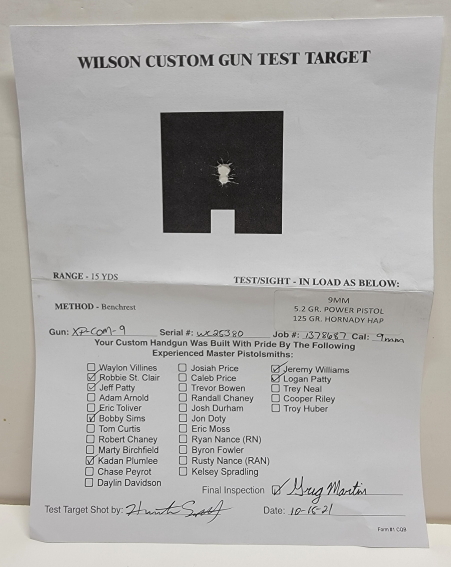 WILSON CUSTOM GUN TEST TARGET
RANGE - 15 YDS
TEST/SIGHT - IN LOAD AS BELOW:
METHOD - Benchrest
9MM
5.2 GR. POWER PISTOL
125 GR. HORNADY HAP
Gun: XPCOM-9 Serial #: WC25380 Job #: 1378687 Cal: 9mm
Your Custom Handgun Was Built With Pride By The Following
Experienced Master Pistolsmiths:
Waylon Villines Josiah Price Jeremy Williams
Robbie St. Clair Caleb Price Logan Patty
Jeff Patty Trevor Bowen Trey Neal
Adam Arnold Randall Chaney Cooper Riley
Eric Toliver Josh Durham Troy Huber
Bobby Sims Jon Doty
Tom Curtis Eric Moss
Robert Chaney Ryan Nance (RN)
Marty Birchfield Byron Fowler
Kadan Plumlee Rusty Nance (RAN)
Chase Peyrot Kelsey Spradling
Daylin Davidson
Final Inspection Greg Martin
Test Target Shot by: Hunter Date: 10-15-21
Form 81 CQB